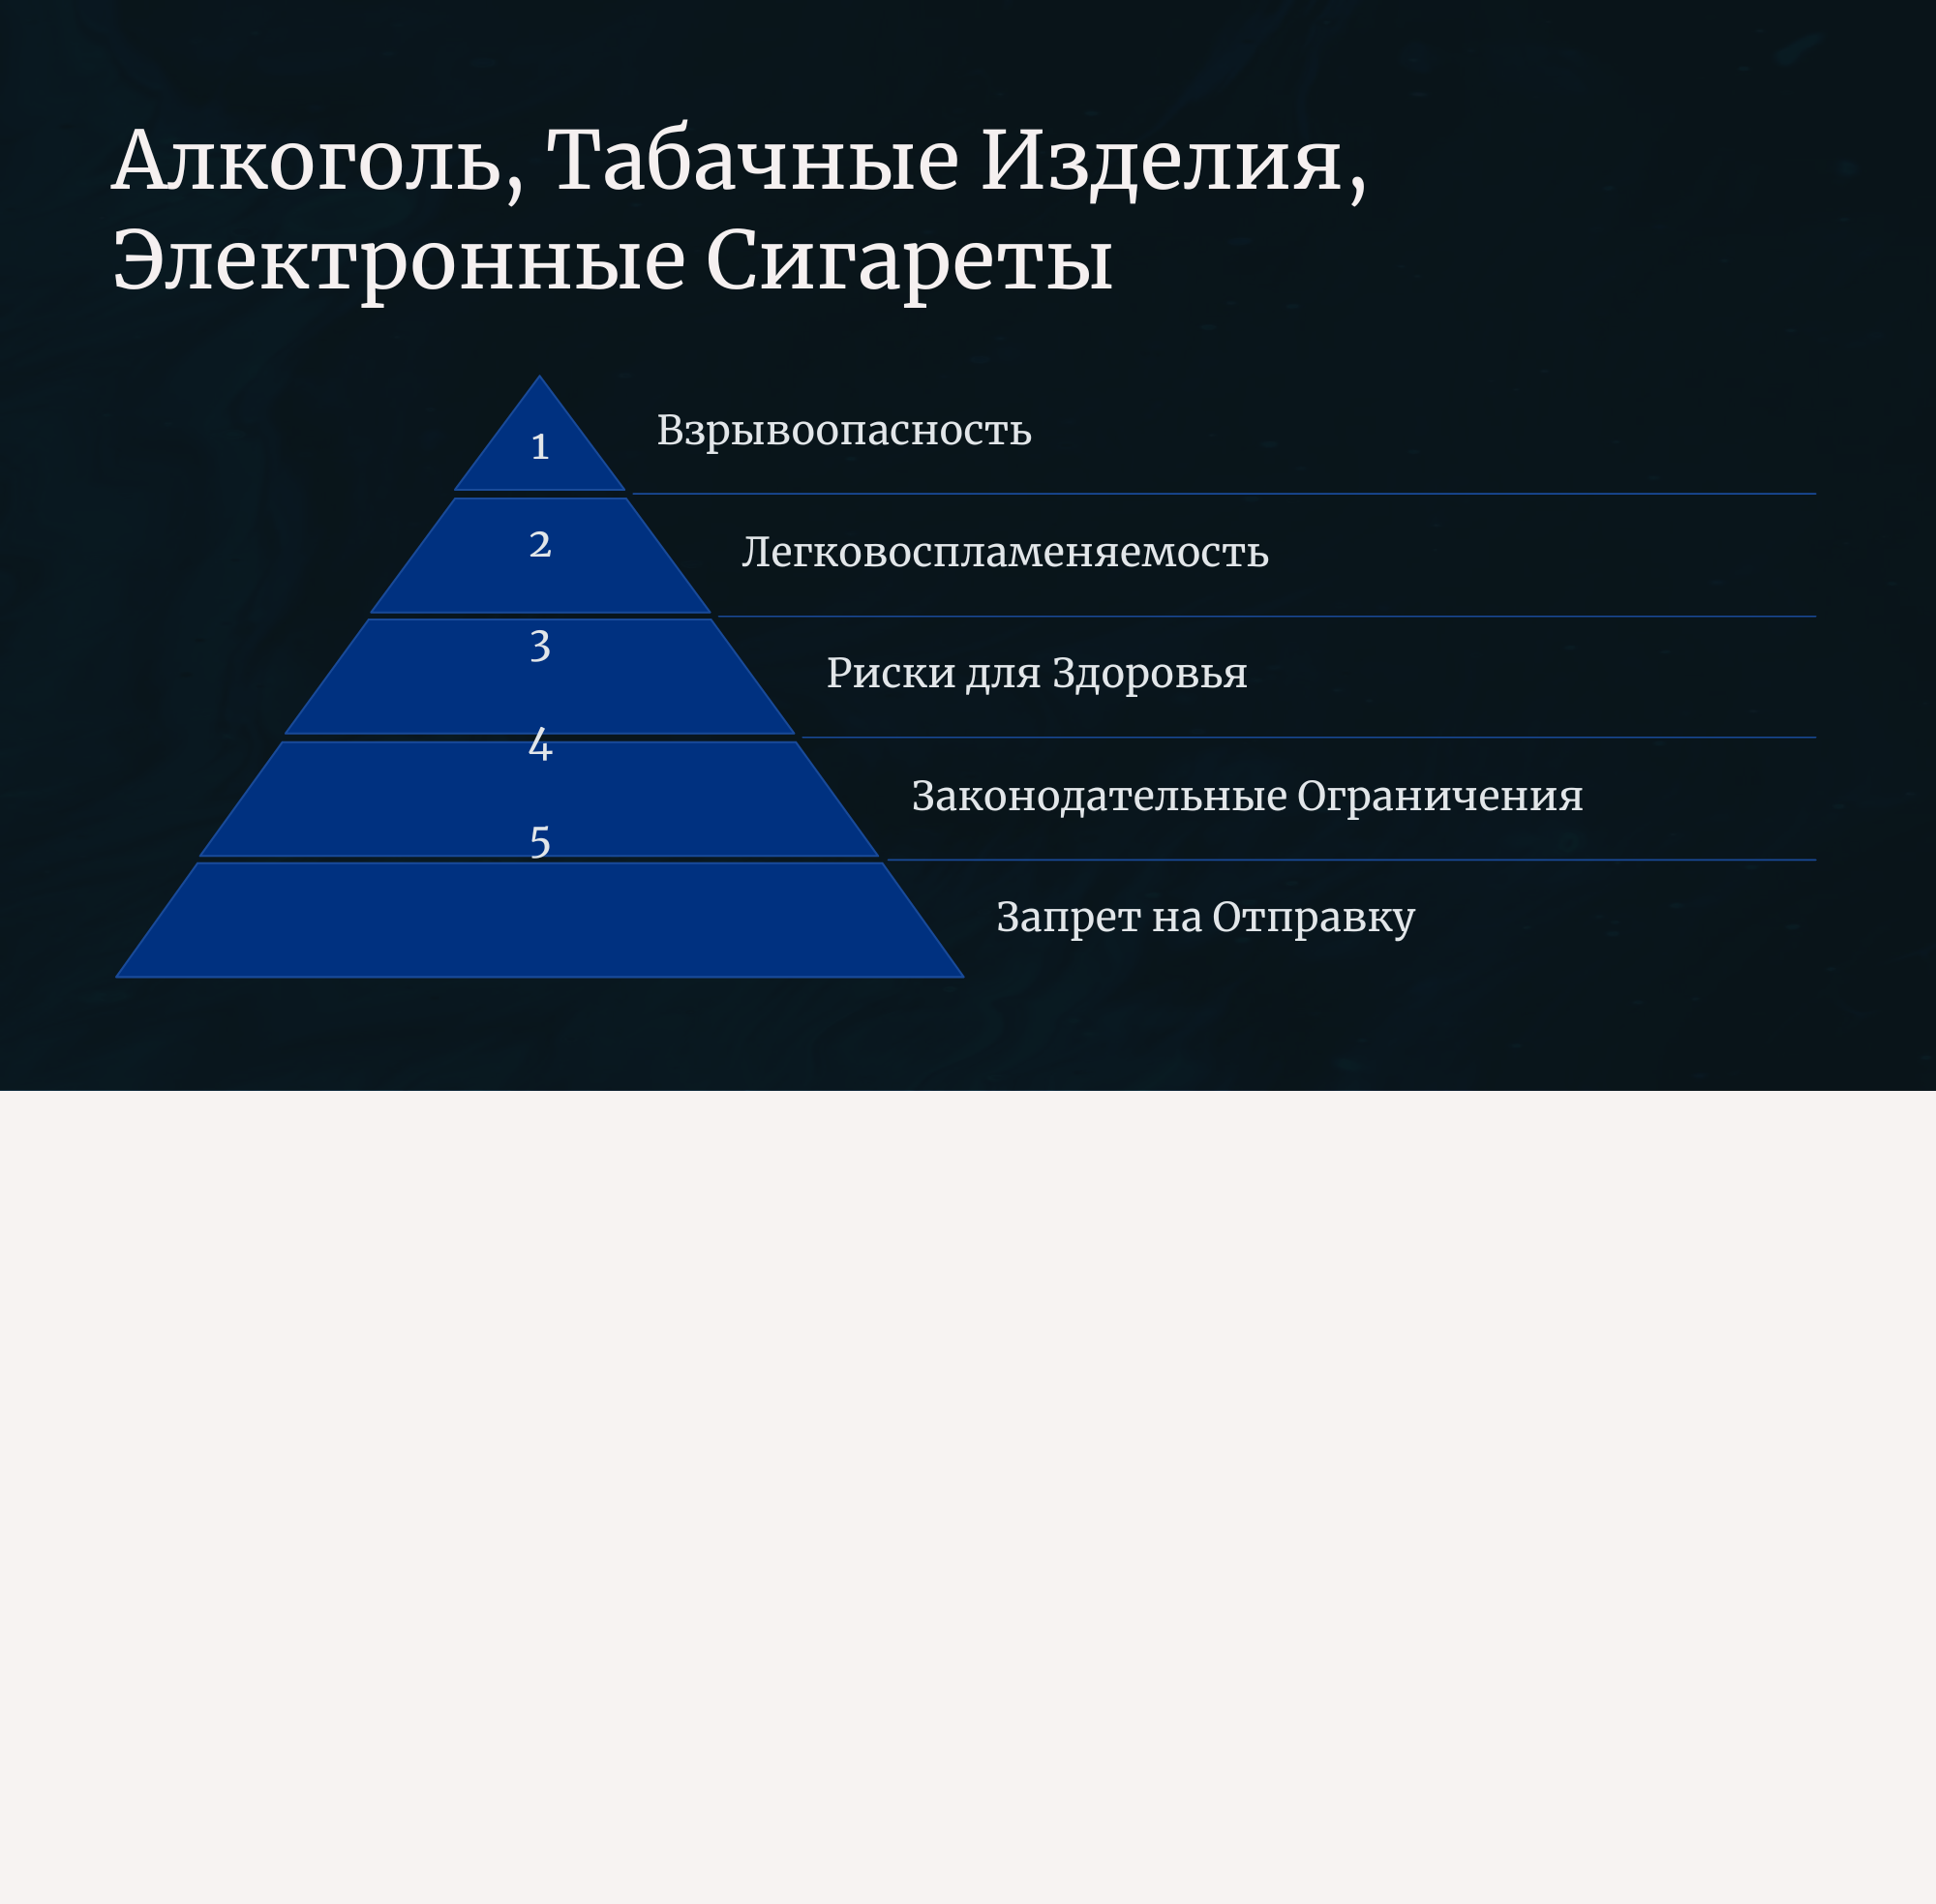 Алкоголь, Табачные Изделия,
Электронные Сигареты
1
Взрывоопасность
2
Легковоспламеняемость
3
Риски для Здоровья
4
Законодательные Ограничения
5
Запрет на Отправку